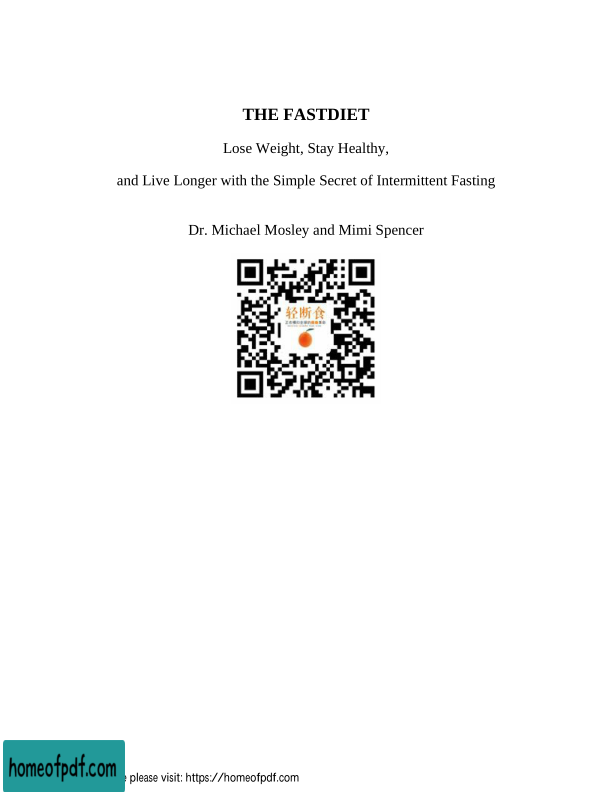 THE FASTDIET
Lose Weight, Stay Healthy,
and Live Longer with the Simple Secret of Intermittent Fasting
Dr. Michael Mosley and Mimi Spencer
轻断食
homeofpdf.com
please visit: https://homeofpdf.com